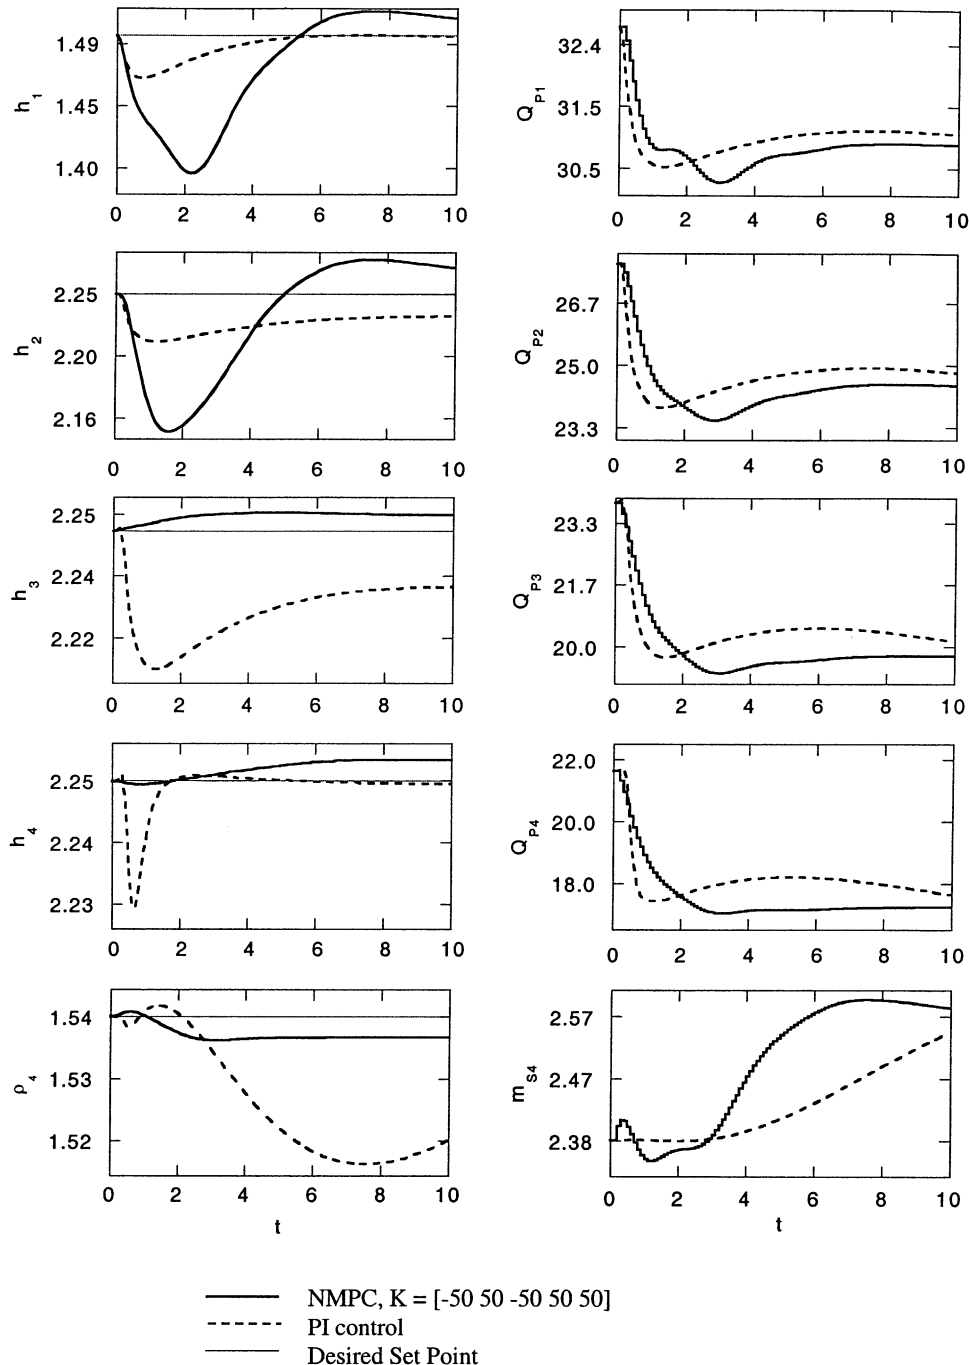 h1
1.49
1.45
1.40
0 2 4 6 8 10
QP1
32.4
31.5
30.5
0 2 4 6 8 10
h2
2.25
2.20
2.16
0 2 4 6 8 10
QP2
26.7
25.0
23.3
0 2 4 6 8 10
h3
2.25
2.24
2.22
0 2 4 6 8 10
QP3
23.3
21.7
20.0
0 2 4 6 8 10
h4
2.25
2.24
2.23
0 2 4 6 8 10
QP4
22.0
20.0
18.0
0 2 4 6 8 10
ρ4
1.54
1.53
1.52
0 2 4 6 8 10
t
mS4
2.57
2.47
2.38
0 2 4 6 8 10
t
NMPC, K = [-50 50 -50 50 50]
PI control
Desired Set Point